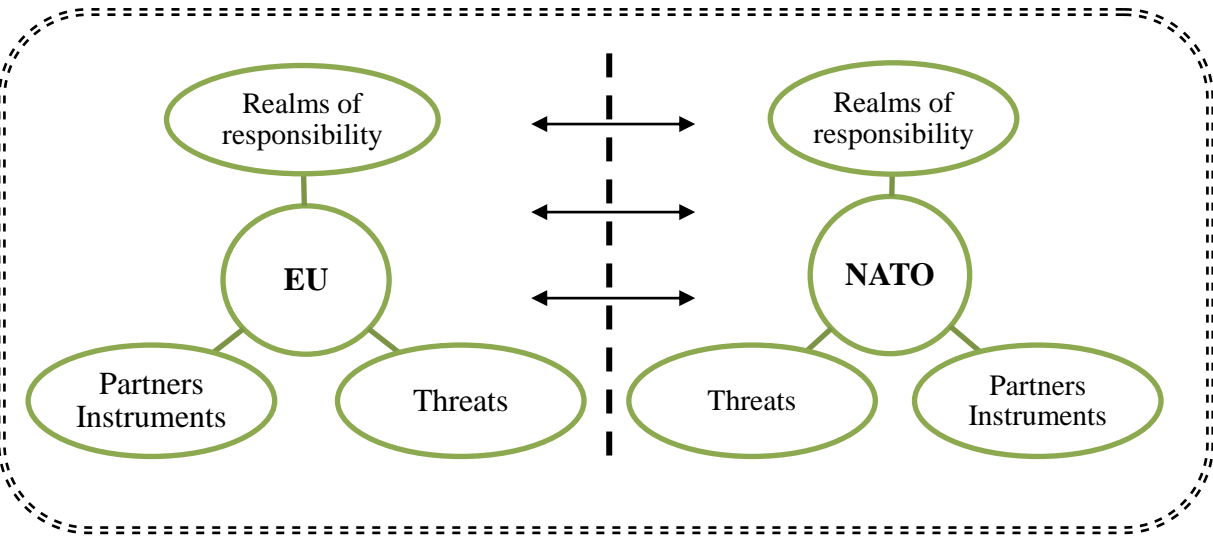 Realms of
responsibility
EU
Partners
Instruments
Threats
Realms of
responsibility
NATO
Threats
Partners
Instruments